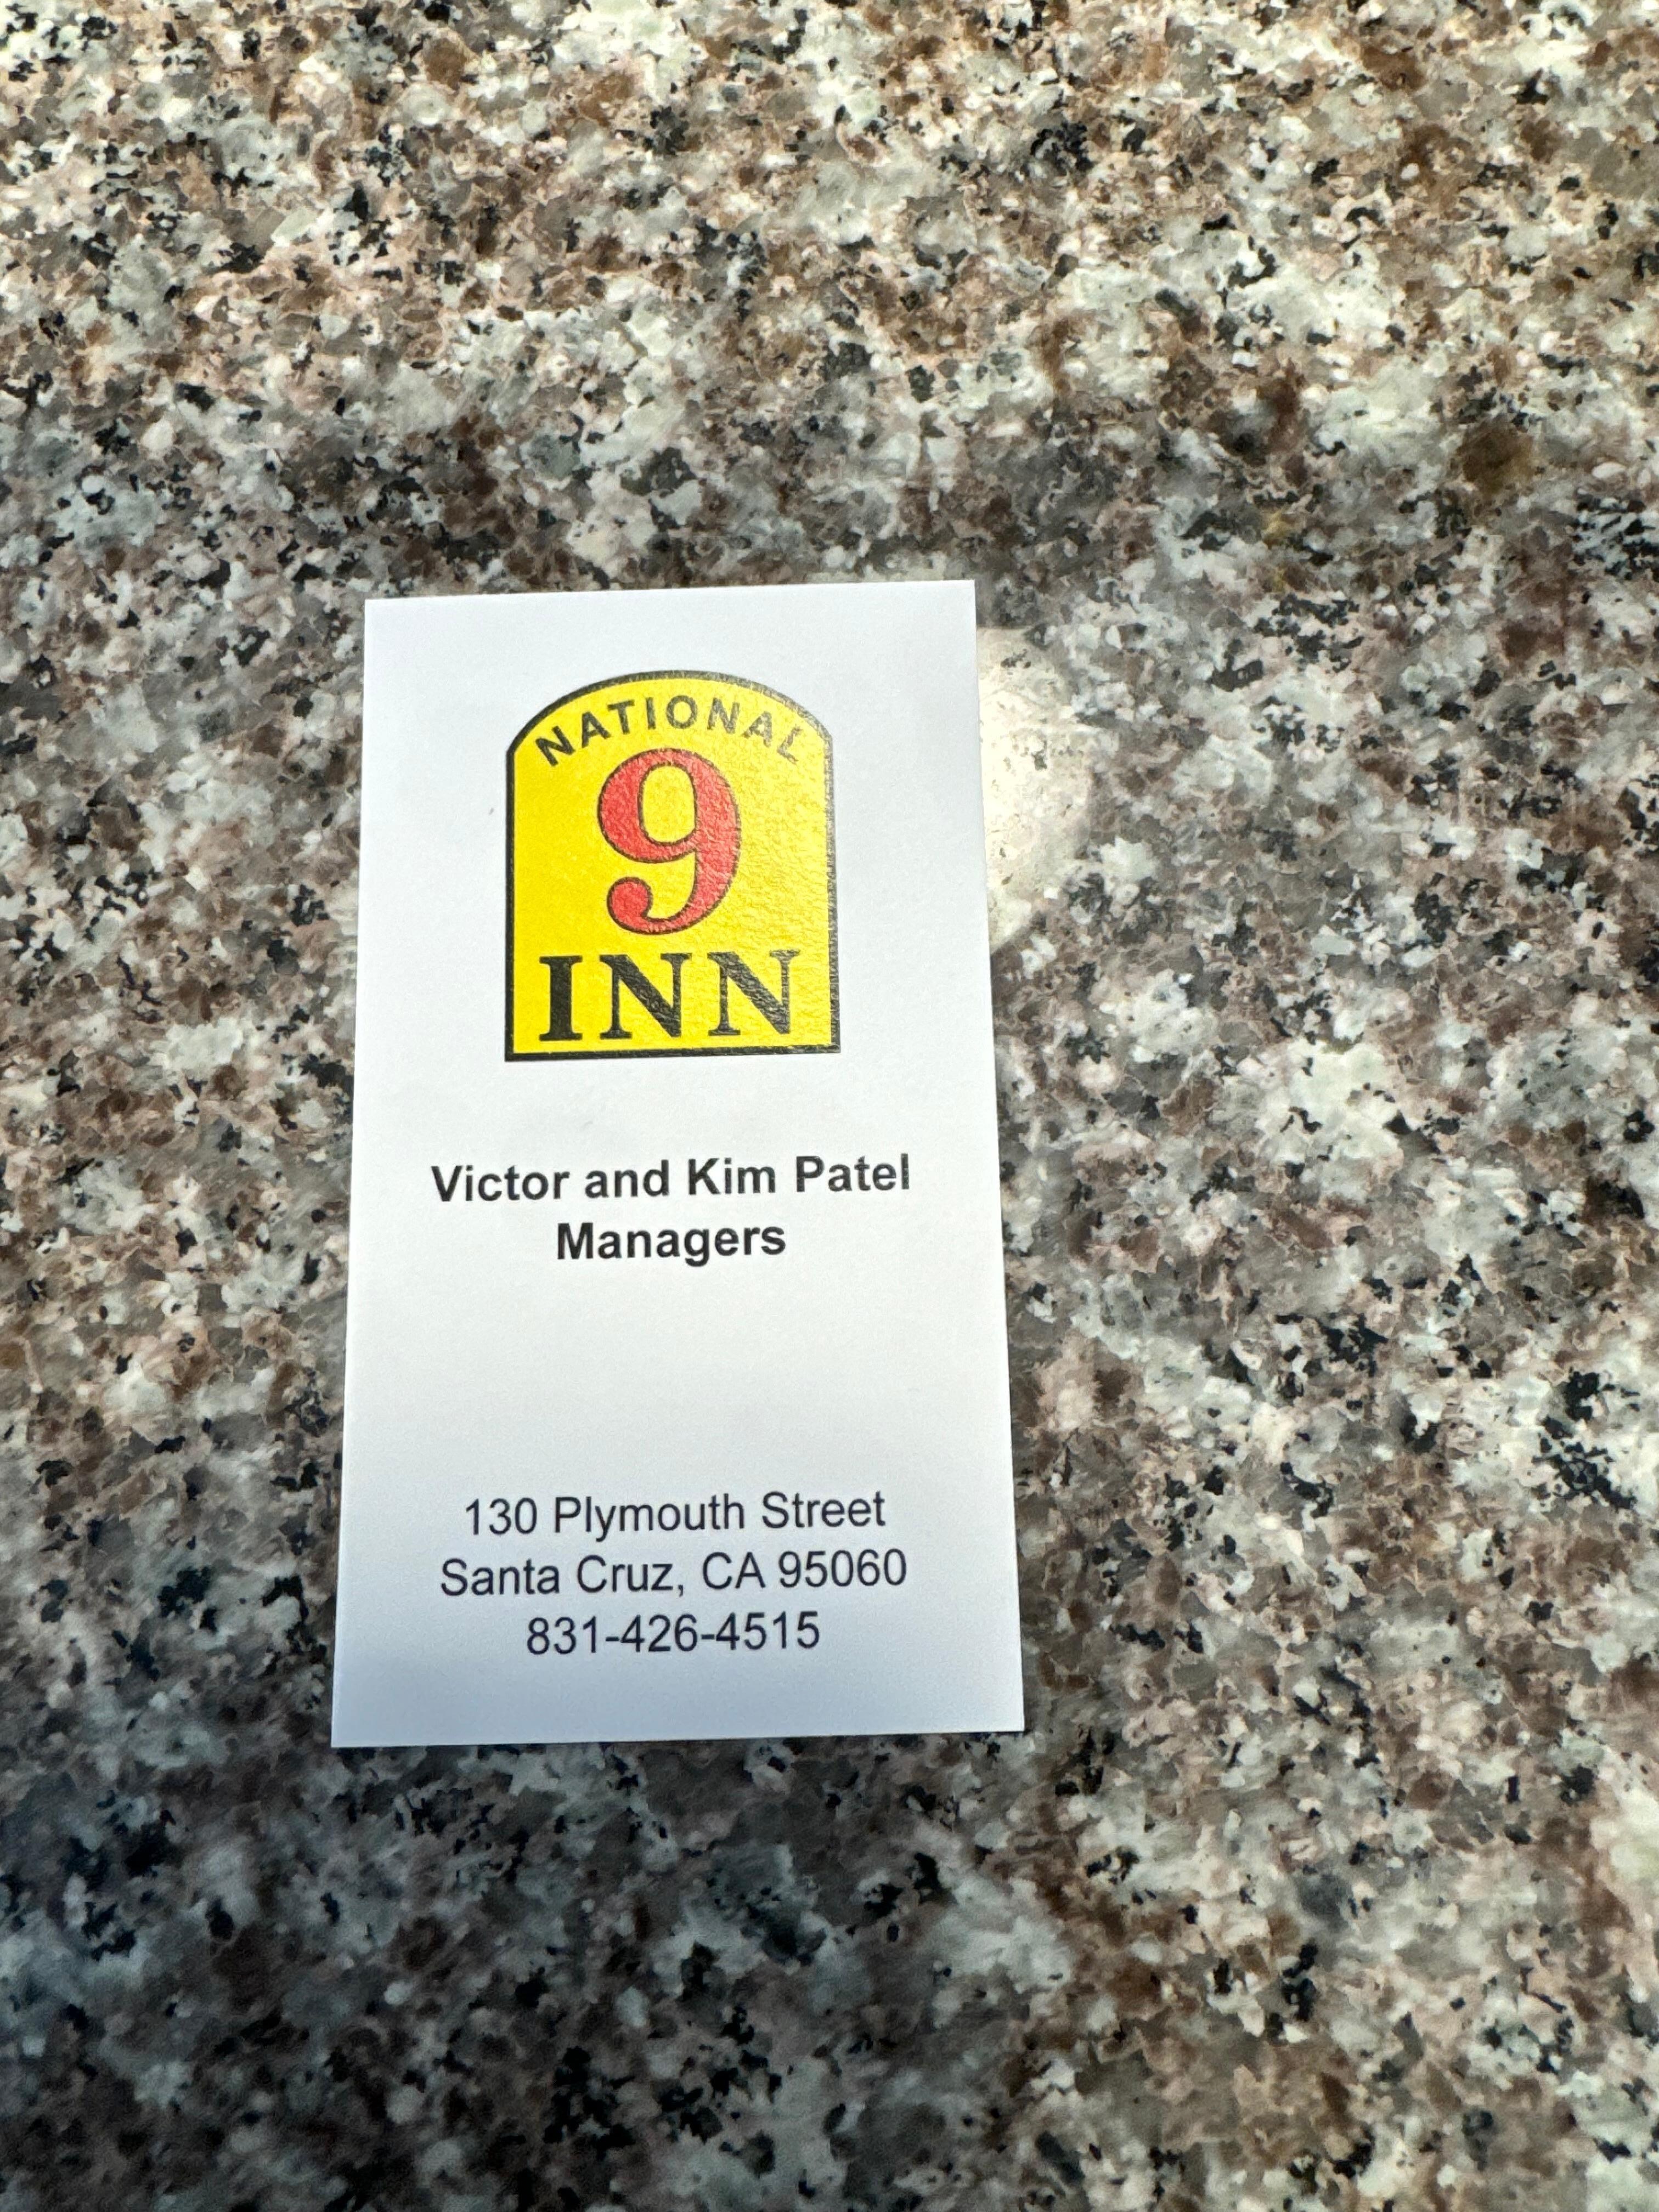 NATIONAL
9
INN
Victor and Kim Patel
Managers
130 Plymouth Street
Santa Cruz, CA 95060
831-426-4515